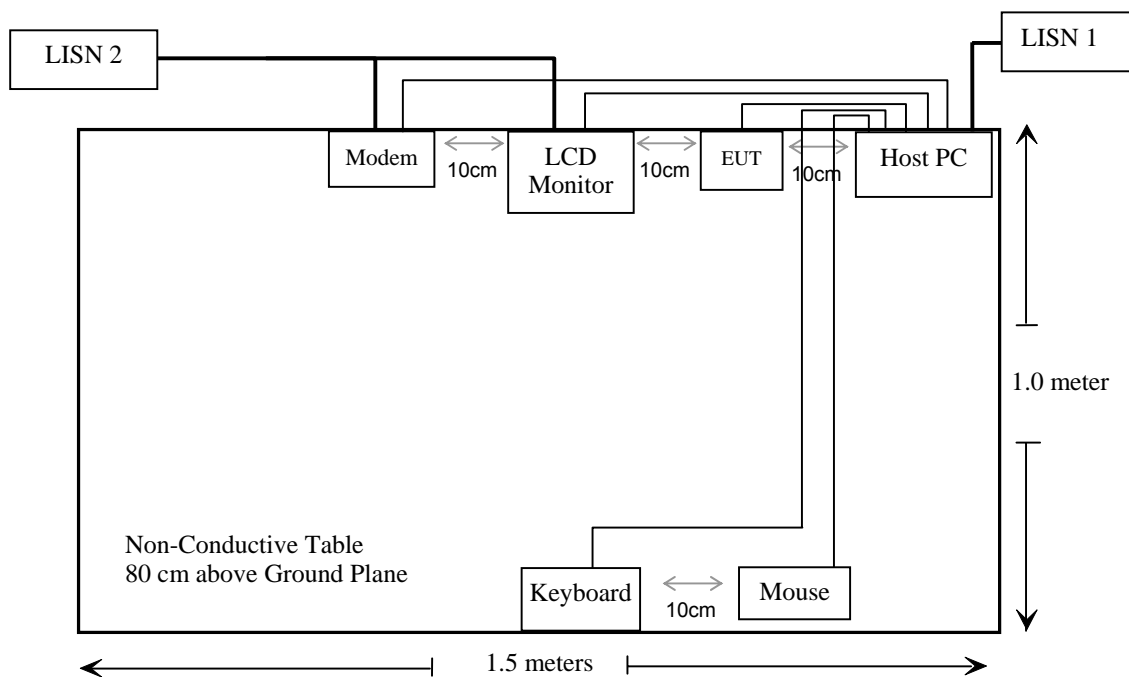 LISN 2
LISN 1
Modem
10cm
LCD
Monitor
10cm
EUT
10cm
Host PC
1.0 meter
Non-Conductive Table
80 cm above Ground Plane
Keyboard
10cm
Mouse
1.5 meters